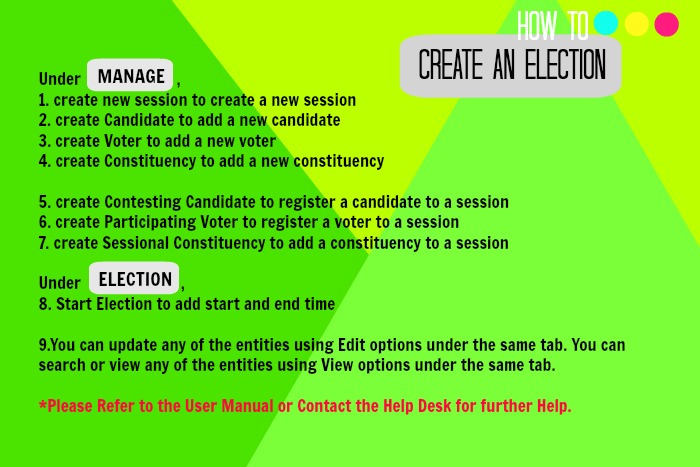 HOW TO
CREATE AN ELECTION
Under MANAGE ,
1. create new session to create a new session
2. create Candidate to add a new candidate
3. create Voter to add a new voter
4. create Constituency to add a new constituency
5. create Contesting Candidate to register a candidate to a session
6. create Participating Voter to register a voter to a session
7. create Sessional Constituency to add a constituency to a session
Under ELECTION ,
8. Start Election to add start and end time
9.You can update any of the entities using Edit options under the same tab. You can
search or view any of the entities using View options under the same tab.
*Please Refer to the User Manual or Contact the Help Desk for further Help.